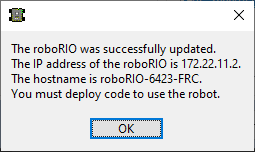 The roboRIO was successfully updated.
The IP address of the roboRIO is 172.22.11.2.
The hostname is roboRIO-6423-FRC.
You must deploy code to use the robot.
OK